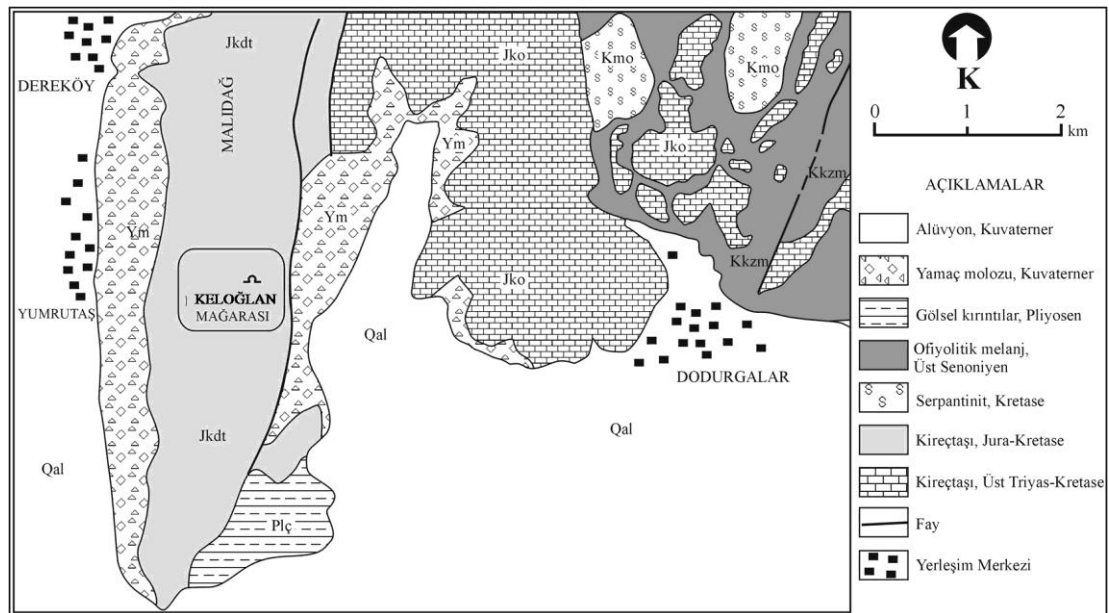 Jkdt
MALIDAĞ
Jko
Kmo
Kmo
DEREKÖY
Ym
Jko
Kkzm
Ym
Ym
KELOĞLAN
MAĞARASI
Kkzm
Jko
YUMRUTAŞ
Qal
DODURGALAR
Jkdt
Qal
Qal
Plç
K
0 1 2
km
AÇIKLAMALAR
Alüvyon, Kuvaterner
Yamaç molozu, Kuvaterner
Gölsel kırıntılar, Pliyosen
Ofiyolitik melanj,
Üst Senoniyen
Serpantinit, Kretase
Kireçtaşı, Jura-Kretase
Kireçtaşı, Üst Triyas-Kretase
Fay
Yerleşim Merkezi